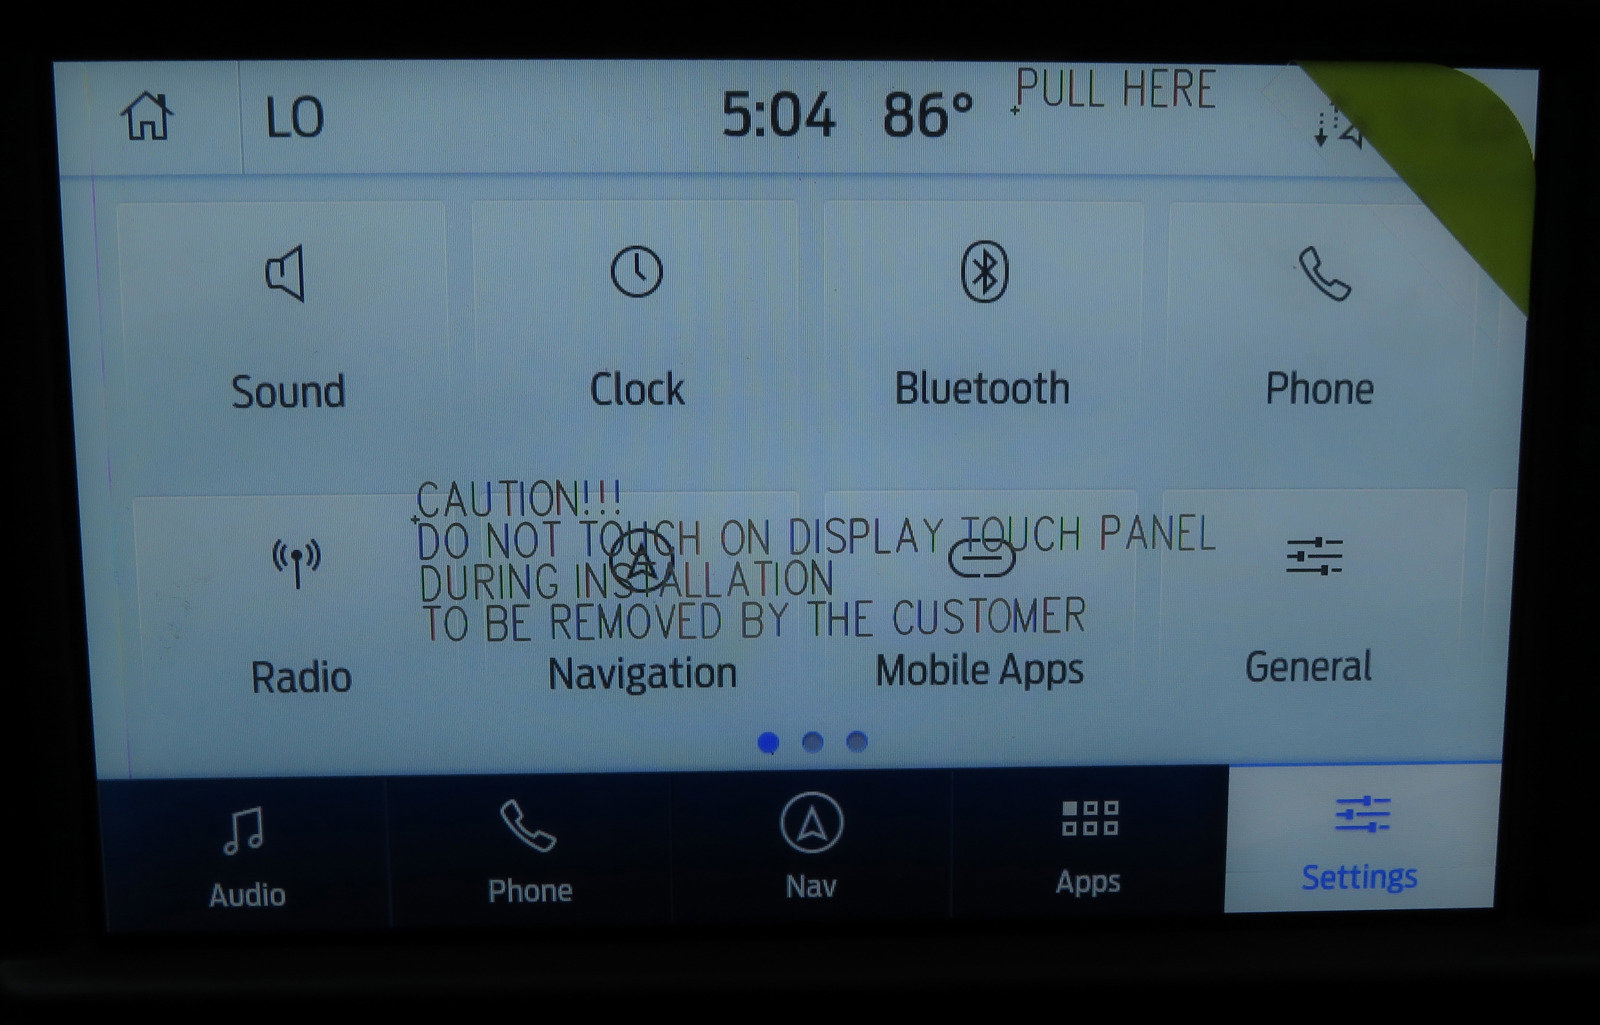 LO 5:04 86° PULL HERE
Sound Clock Bluetooth Phone
CAUTION!!!
DO NOT TOUCH ON DISPLAY TOUCH PANEL
DURING INSTALLATION
TO BE REMOVED BY THE CUSTOMER
Radio Navigation Mobile Apps General
Audio Phone Nav Apps Settings